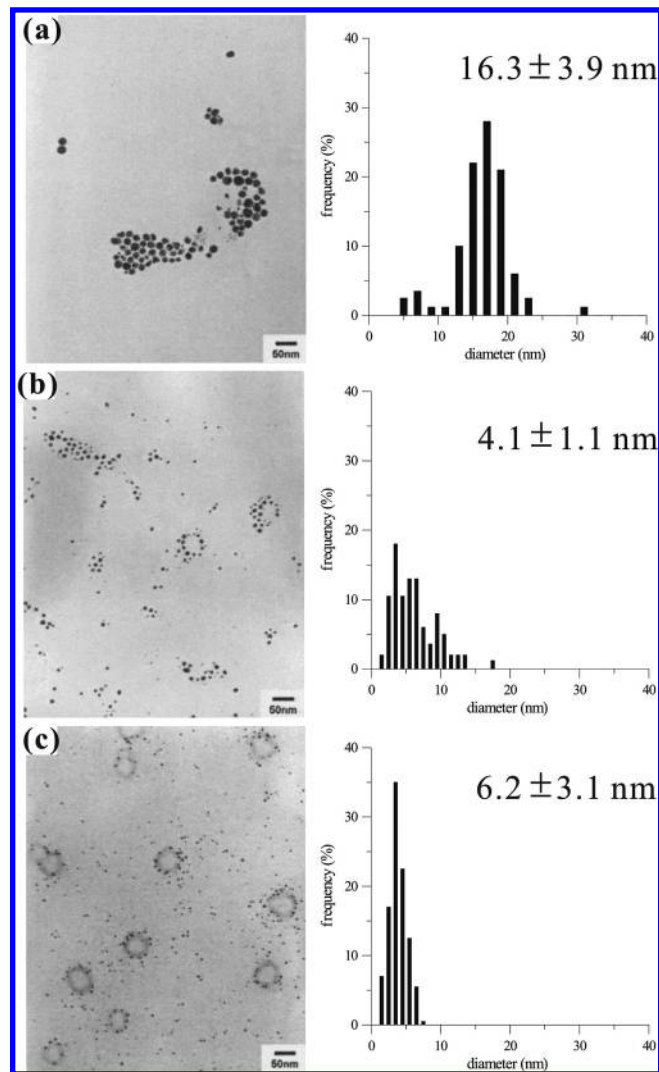 (a)
16.3±3.9 nm
40
30
20
10
0
frequency (%)
0 10 20 30 40
diameter (nm)
50nm
(b)
4.1±1.1 nm
40
30
20
10
0
frequency (%)
0 10 20 30 40
diameter (nm)
50nm
(c)
6.2±3.1 nm
40
30
20
10
0
frequency (%)
0 10 20 30 40
diameter (nm)
50nm